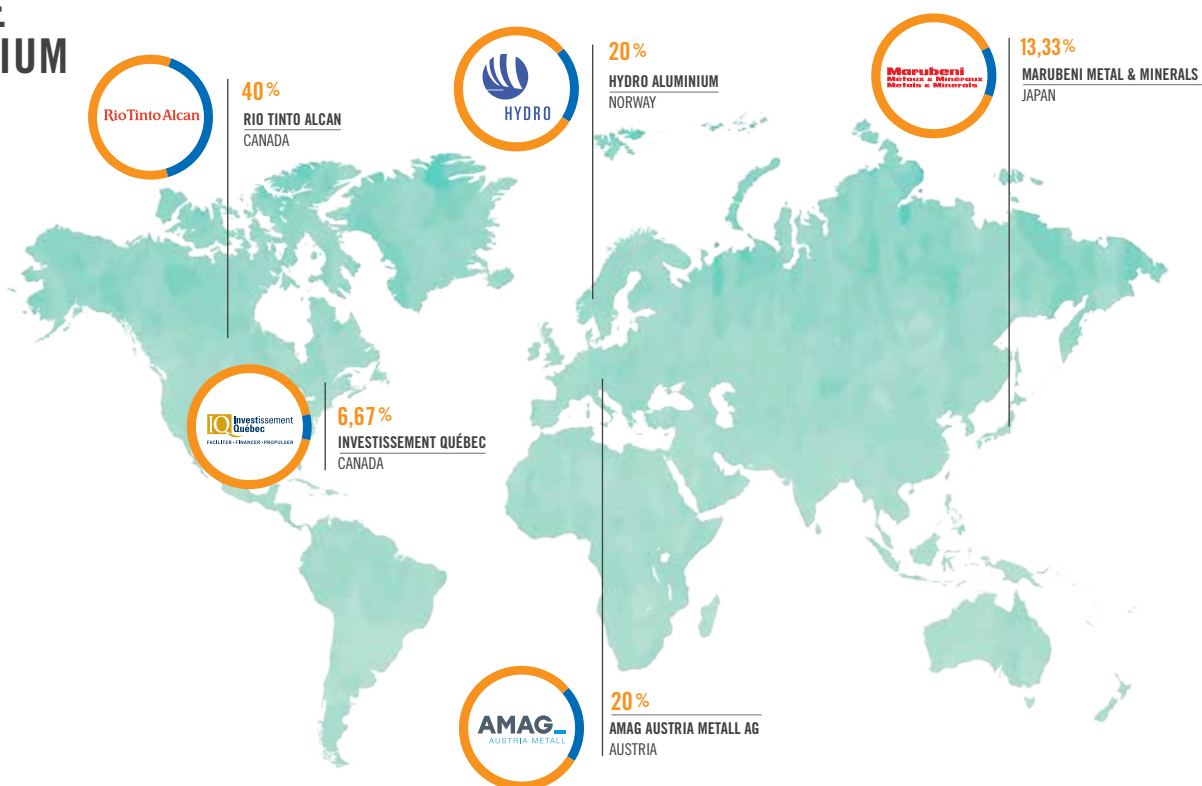 IUM
RioTintoAlcan
40%
RIO TINTO ALCAN
CANADA
HYDRO
20%
HYDRO ALUMINIUM
NORWAY
Marubeni
Métaux & Minéraux
Metals & Minerals
13,33%
MARUBENI METAL & MINERALS
JAPAN
IQ Investissement
Québec
FACILITER • FINANCER • PROPULSER
6,67%
INVESTISSEMENT QUÉBEC
CANADA
AMAG_
AUSTRIA METALL
20%
AMAG AUSTRIA METALL AG
AUSTRIA